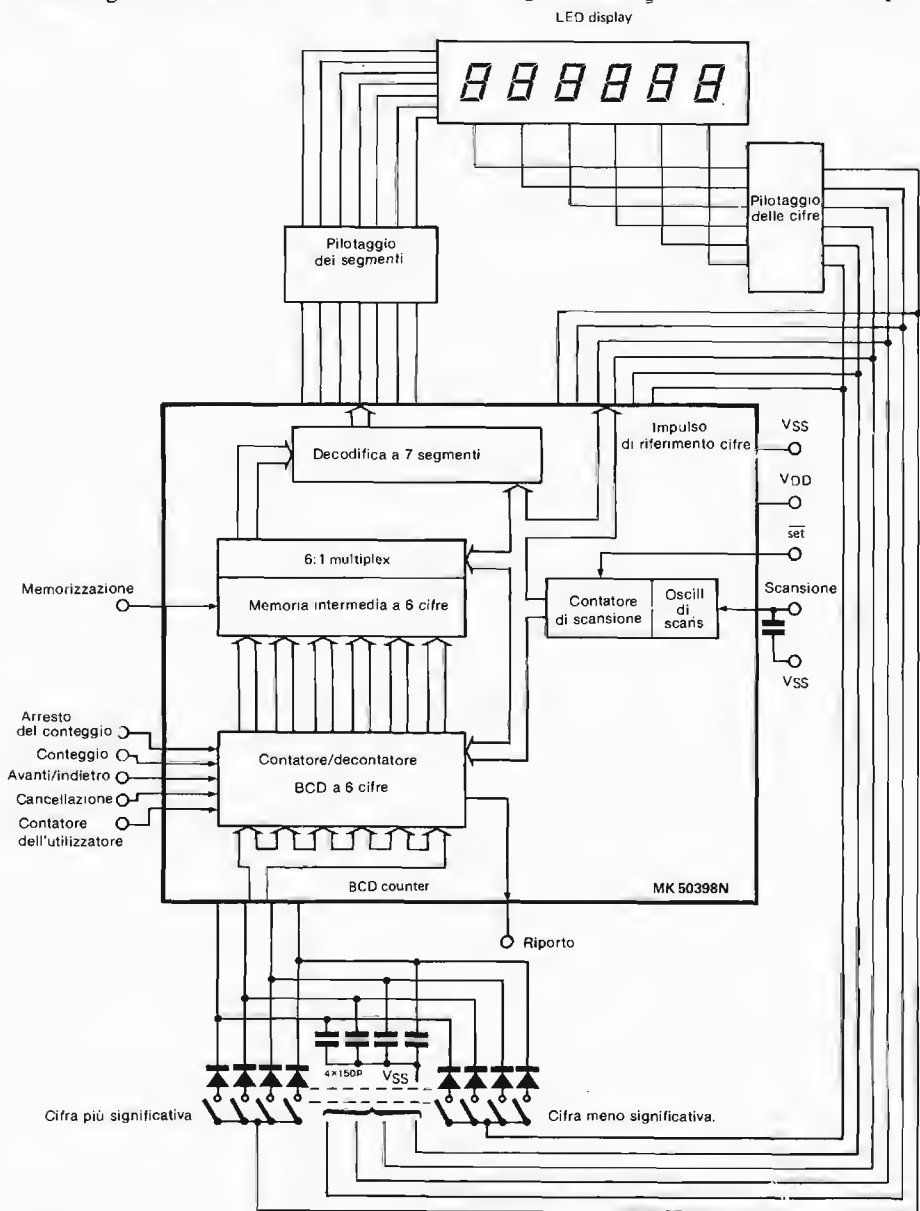 LED display
Pilotaggio
delle cifre
Pilotaggio
dei segmenti
Impulso
di riferimento cifre
VSS
Decodifica a 7 segmenti
VDD
set
6:1 multiplex
Memorizzazione
Memoria intermedia a 6 cifre
Contatore
di scansione
Oscill
di
scans
Scansione
VSS
Arresto
del conteggio
Conteggio
Avanti/indietro
Cancellazione
Contatore
dell'utilizzatore
Contatore/decontatore
BCD a 6 cifre
BCD counter
MK 50398N
Riporto
4×150P
VSS
Cifra più significativa
Cifra meno significativa.